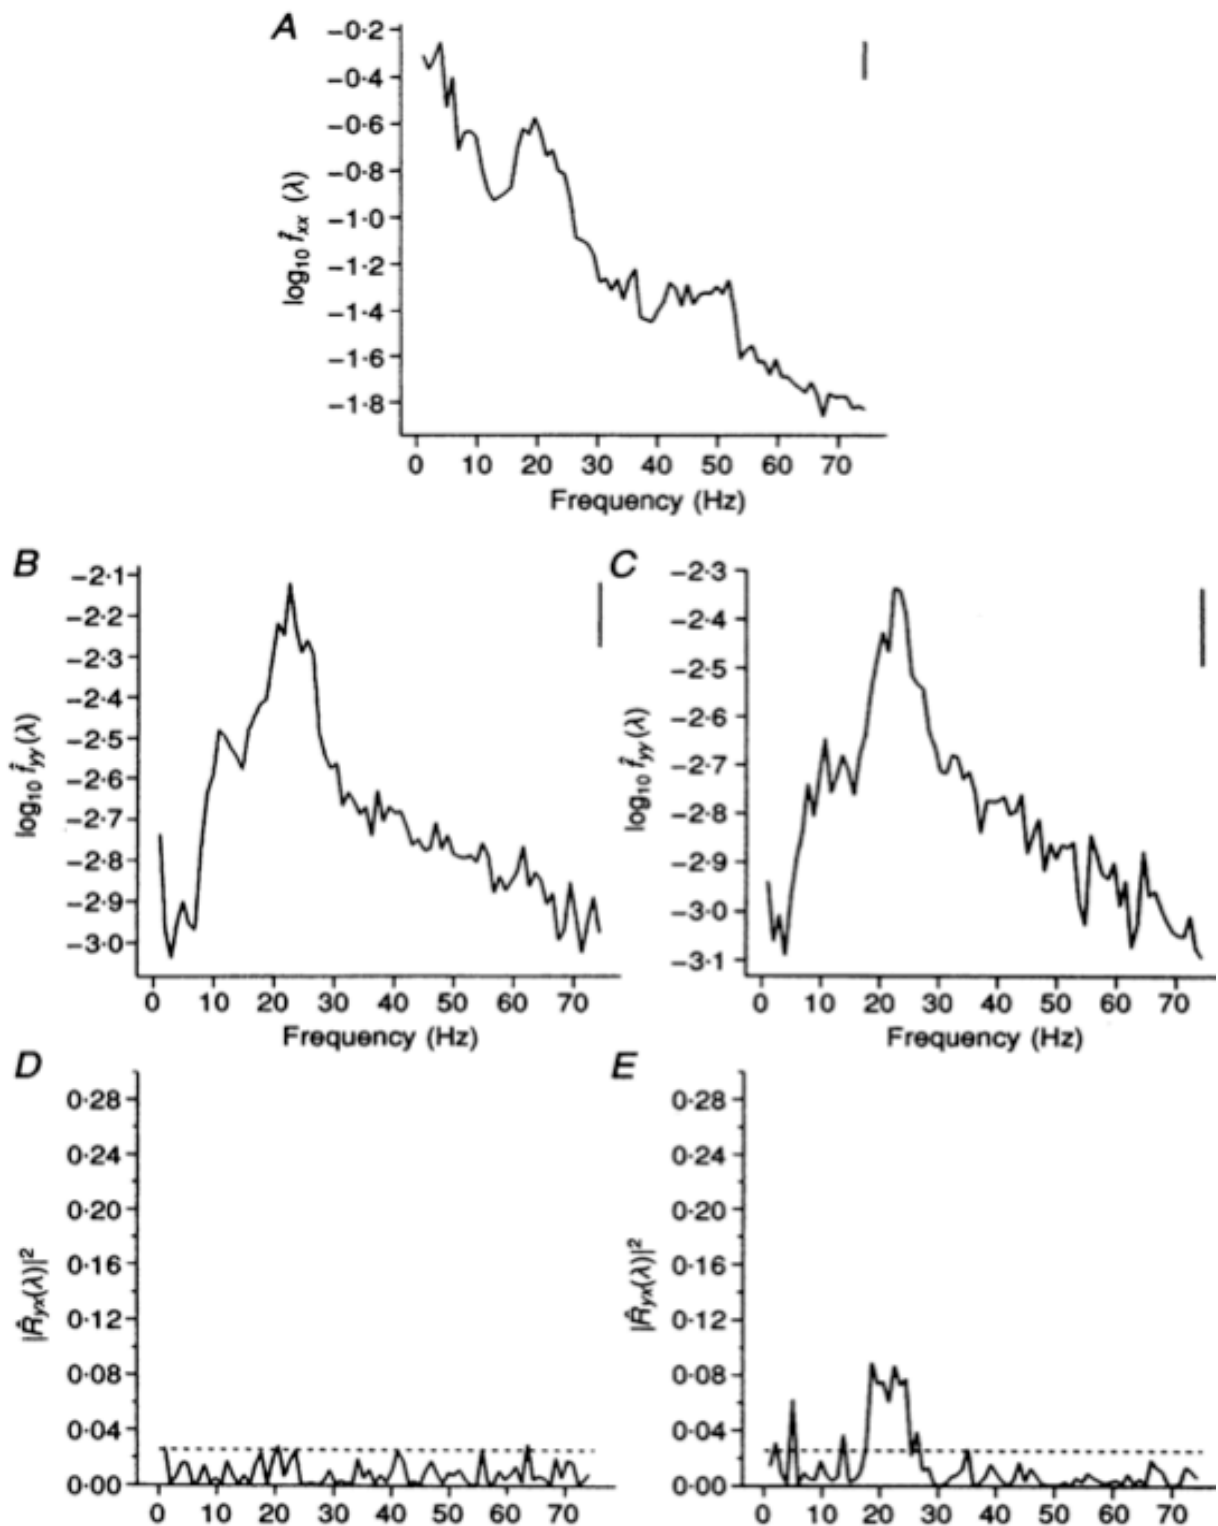 A
−0·2
−0·4
−0·6
−0·8
−1·0
−1·2
−1·4
−1·6
−1·8
log10 f̂xx (λ)
0 10 20 30 40 50 60 70
Frequency (Hz)
B
−2·1
−2·2
−2·3
−2·4
−2·5
−2·6
−2·7
−2·8
−2·9
−3·0
log10 f̂yy(λ)
0 10 20 30 40 50 60 70
Frequency (Hz)
C
−2·3
−2·4
−2·5
−2·6
−2·7
−2·8
−2·9
−3·0
−3·1
log10 f̂yy(λ)
0 10 20 30 40 50 60 70
Frequency (Hz)
D
0·28
0·24
0·20
0·16
0·12
0·08
0·04
0·00
|R̂yx(λ)|²
0 10 20 30 40 50 60 70
E
0·28
0·24
0·20
0·16
0·12
0·08
0·04
0·00
|R̂yx(λ)|²
0 10 20 30 40 50 60 70